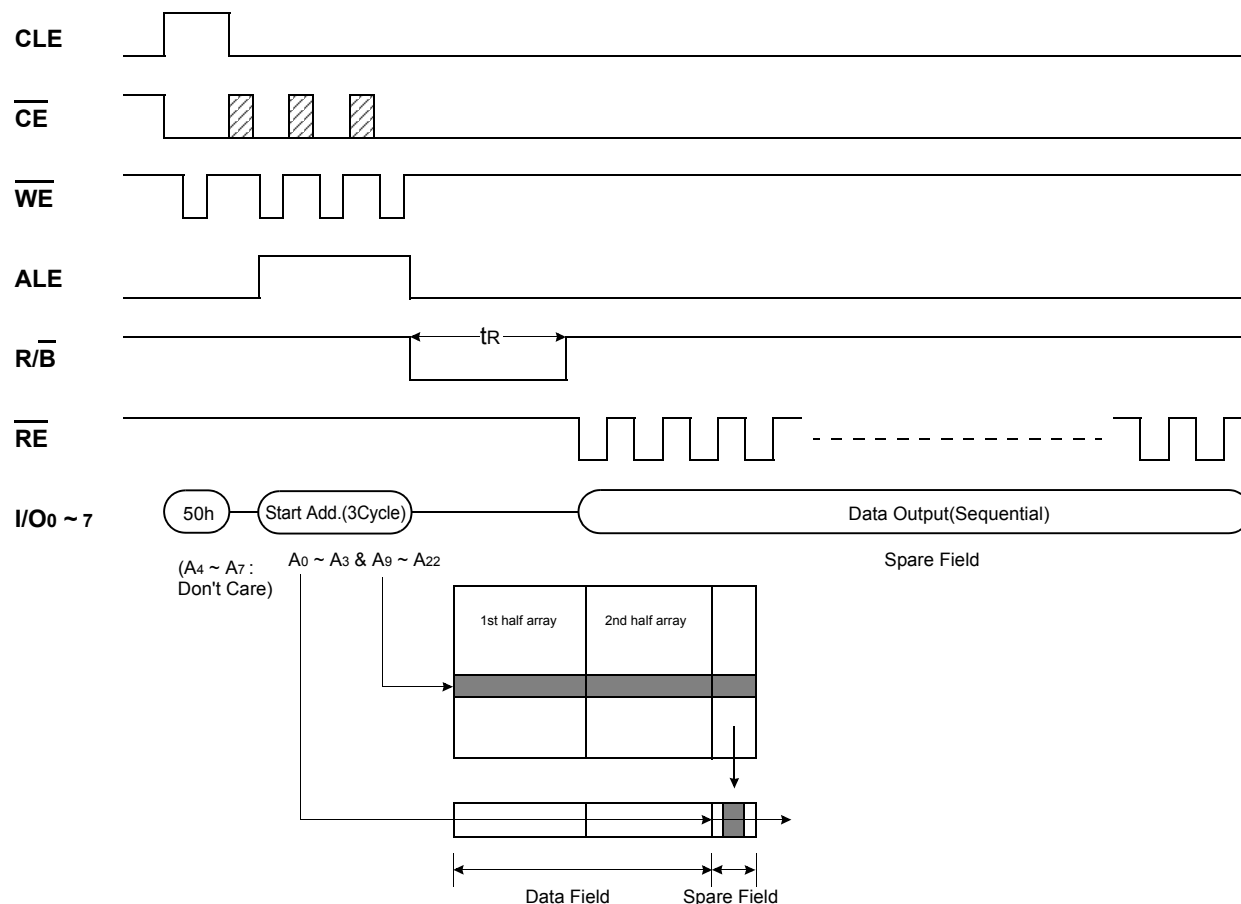 CLE
CE
WE
ALE
R/B
tR
RE
I/O0 ~ 7
50h
Start Add.(3Cycle)
Data Output(Sequential)
(A4 ~ A7 :
Don't Care)
A0 ~ A3 & A9 ~ A22
Spare Field
1st half array
2nd half array
Data Field
Spare Field